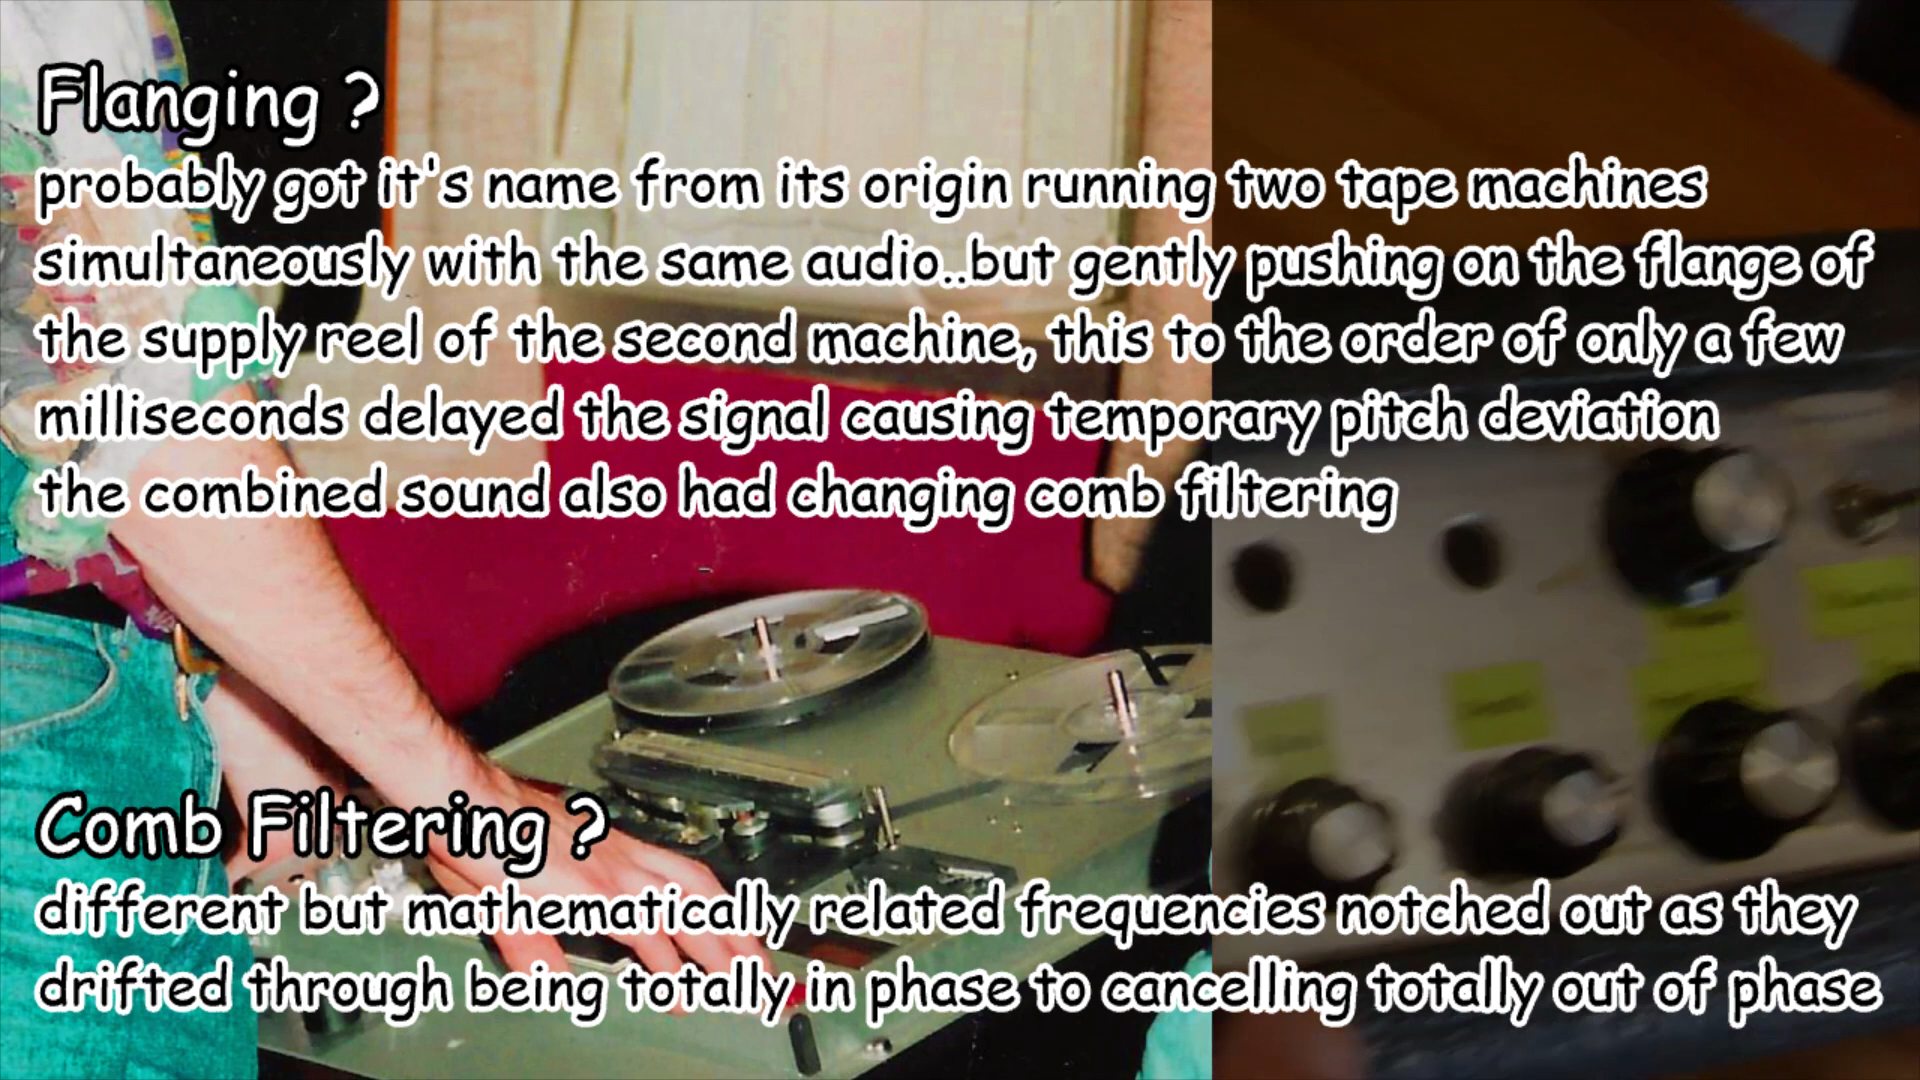 Flanging ?
probably got it's name from its origin running two tape machines
simultaneously with the same audio..but gently pushing on the flange of
the supply reel of the second machine, this to the order of only a few
milliseconds delayed the signal causing temporary pitch deviation
the combined sound also had changing comb filtering
Comb Filtering ?
different but mathematically related frequencies notched out as they
drifted through being totally in phase to cancelling totally out of phase